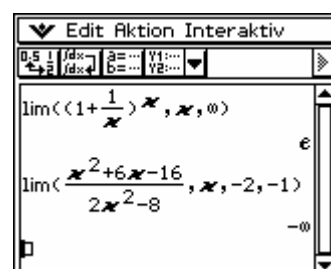 Edit Aktion Interaktiv
lim((1+1/x)^x,x,∞)
e
lim((x^2+6x-16)/(2x^2-8),x,-2,-1)
-∞